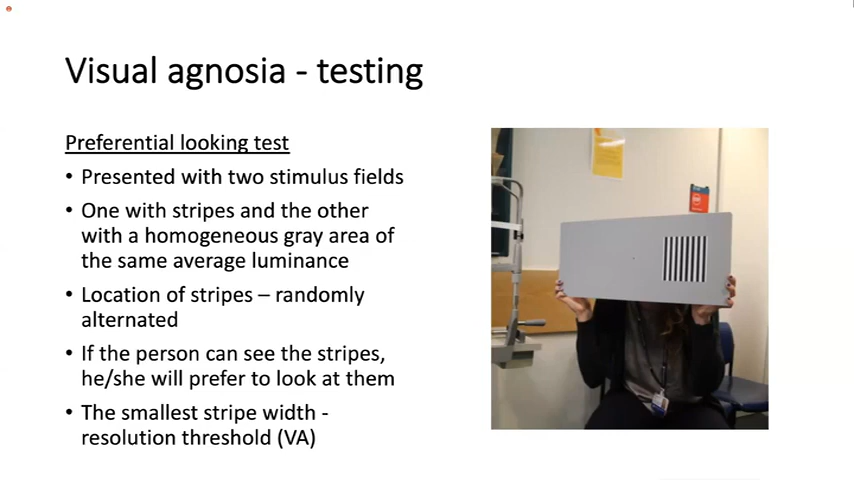 Visual agnosia - testing
Preferential looking test
• Presented with two stimulus fields
• One with stripes and the other
with a homogeneous gray area of
the same average luminance
• Location of stripes – randomly
alternated
• If the person can see the stripes,
he/she will prefer to look at them
• The smallest stripe width -
resolution threshold (VA)